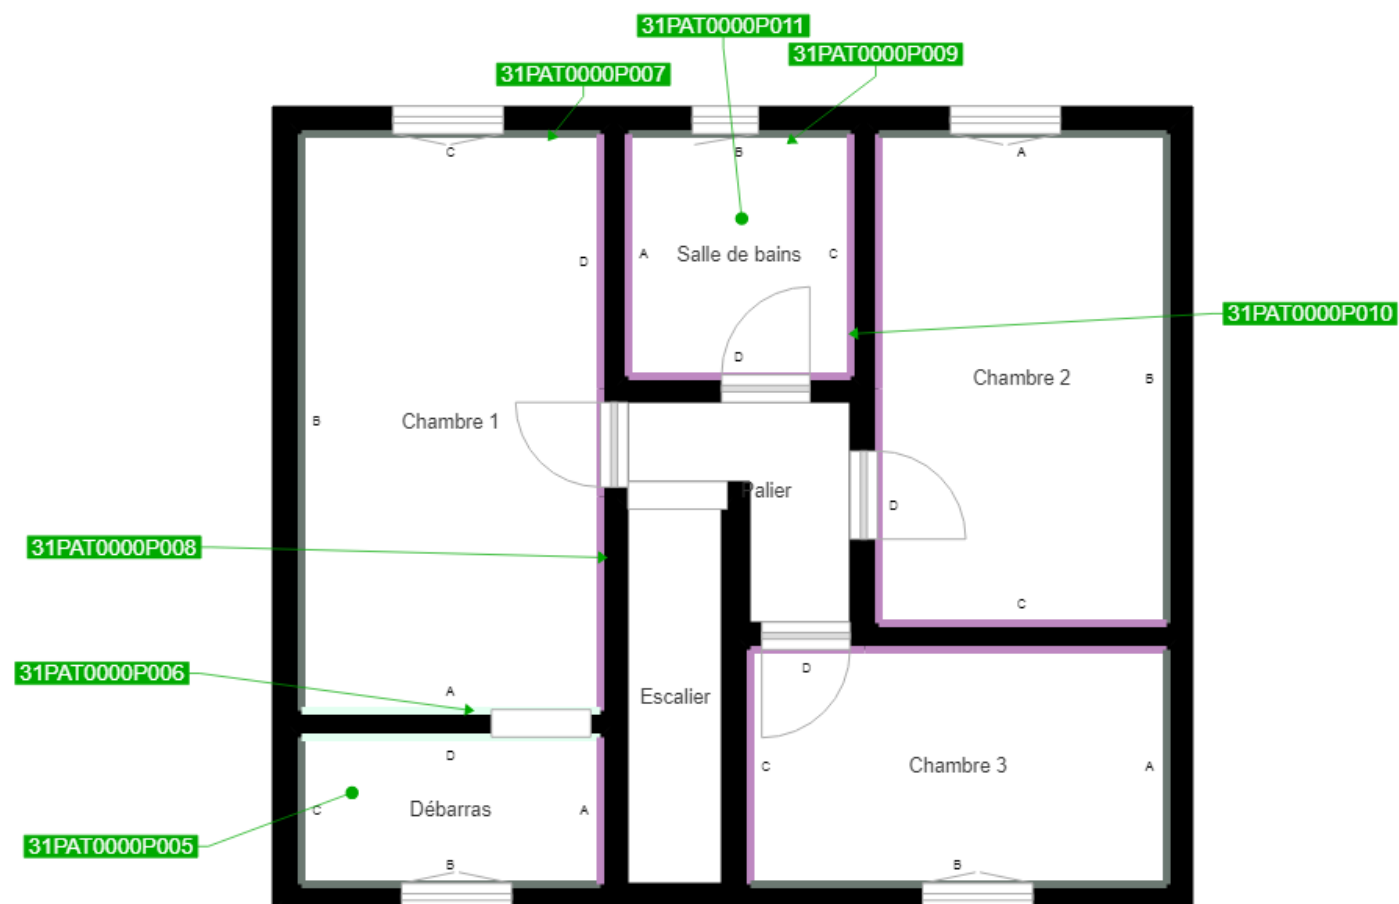 31PAT0000P011
31PAT0000P009
31PAT0000P007
C
B
A
D
A
Salle de bains
C
31PAT0000P010
D
Chambre 2
B
B
Chambre 1
Palier
D
31PAT0000P008
C
31PAT0000P006
A
Escalier
D
D
C
Chambre 3
A
C
Débarras
A
31PAT0000P005
B
B